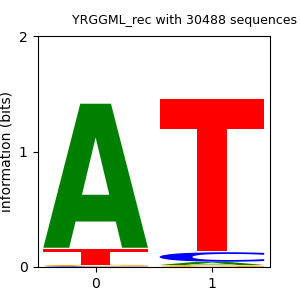 YRGGML_rec with 30488 sequences
2
1
0
information (bits)
A T
T C
0 1